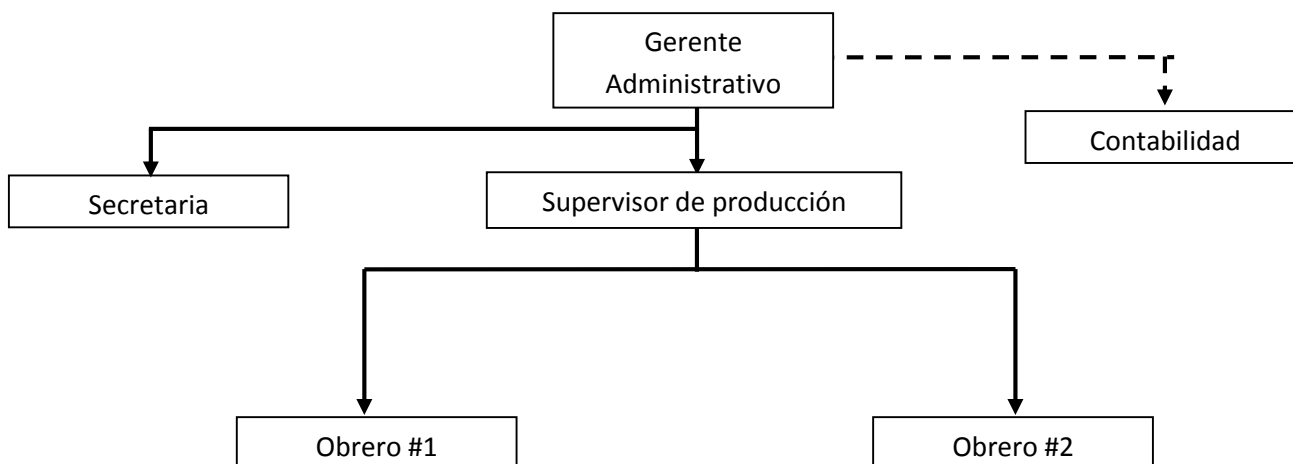 Gerente
Administrativo
Contabilidad
Secretaria
Supervisor de producción
Obrero #1
Obrero #2